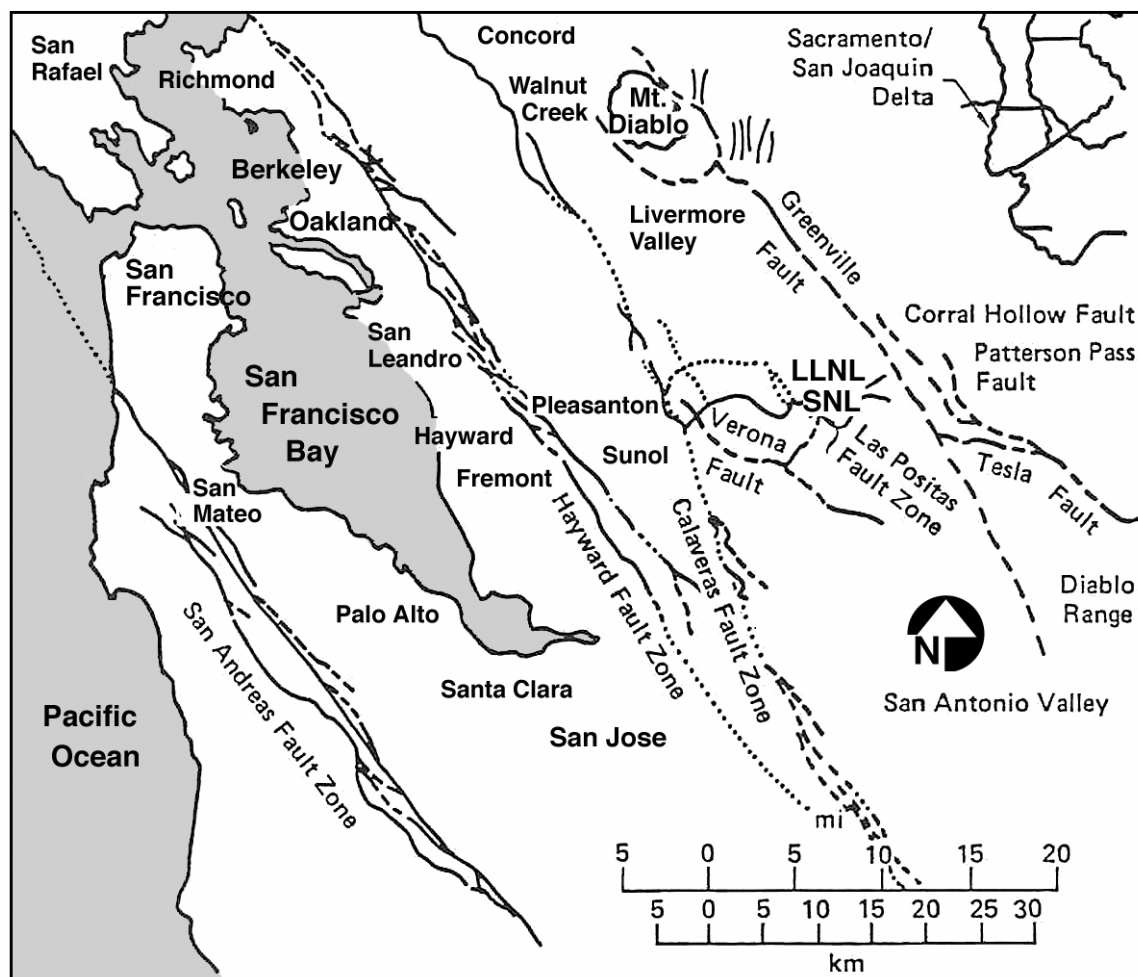 San
Rafael
Richmond
Concord
Walnut
Creek
Mt.
Diablo
Sacramento/
San Joaquin
Delta
Berkeley
Oakland
Livermore
Valley
Greenville
Fault
San
Francisco
San
Leandro
Corral Hollow Fault
Patterson Pass
Fault
LLNL
SNL
San
Francisco
Bay
Pleasanton
Verona
Fault
Las Positas
Fault Zone
Tesla
Fault
Hayward
Sunol
Fremont
San
Mateo
Hayward Fault Zone
Calaveras Fault Zone
Diablo
Range
Palo Alto
San Andreas Fault Zone
N
San Antonio Valley
Santa Clara
San Jose
Pacific
Ocean
mi
5 0 5 10 15 20
5 0 5 10 15 20 25 30
km